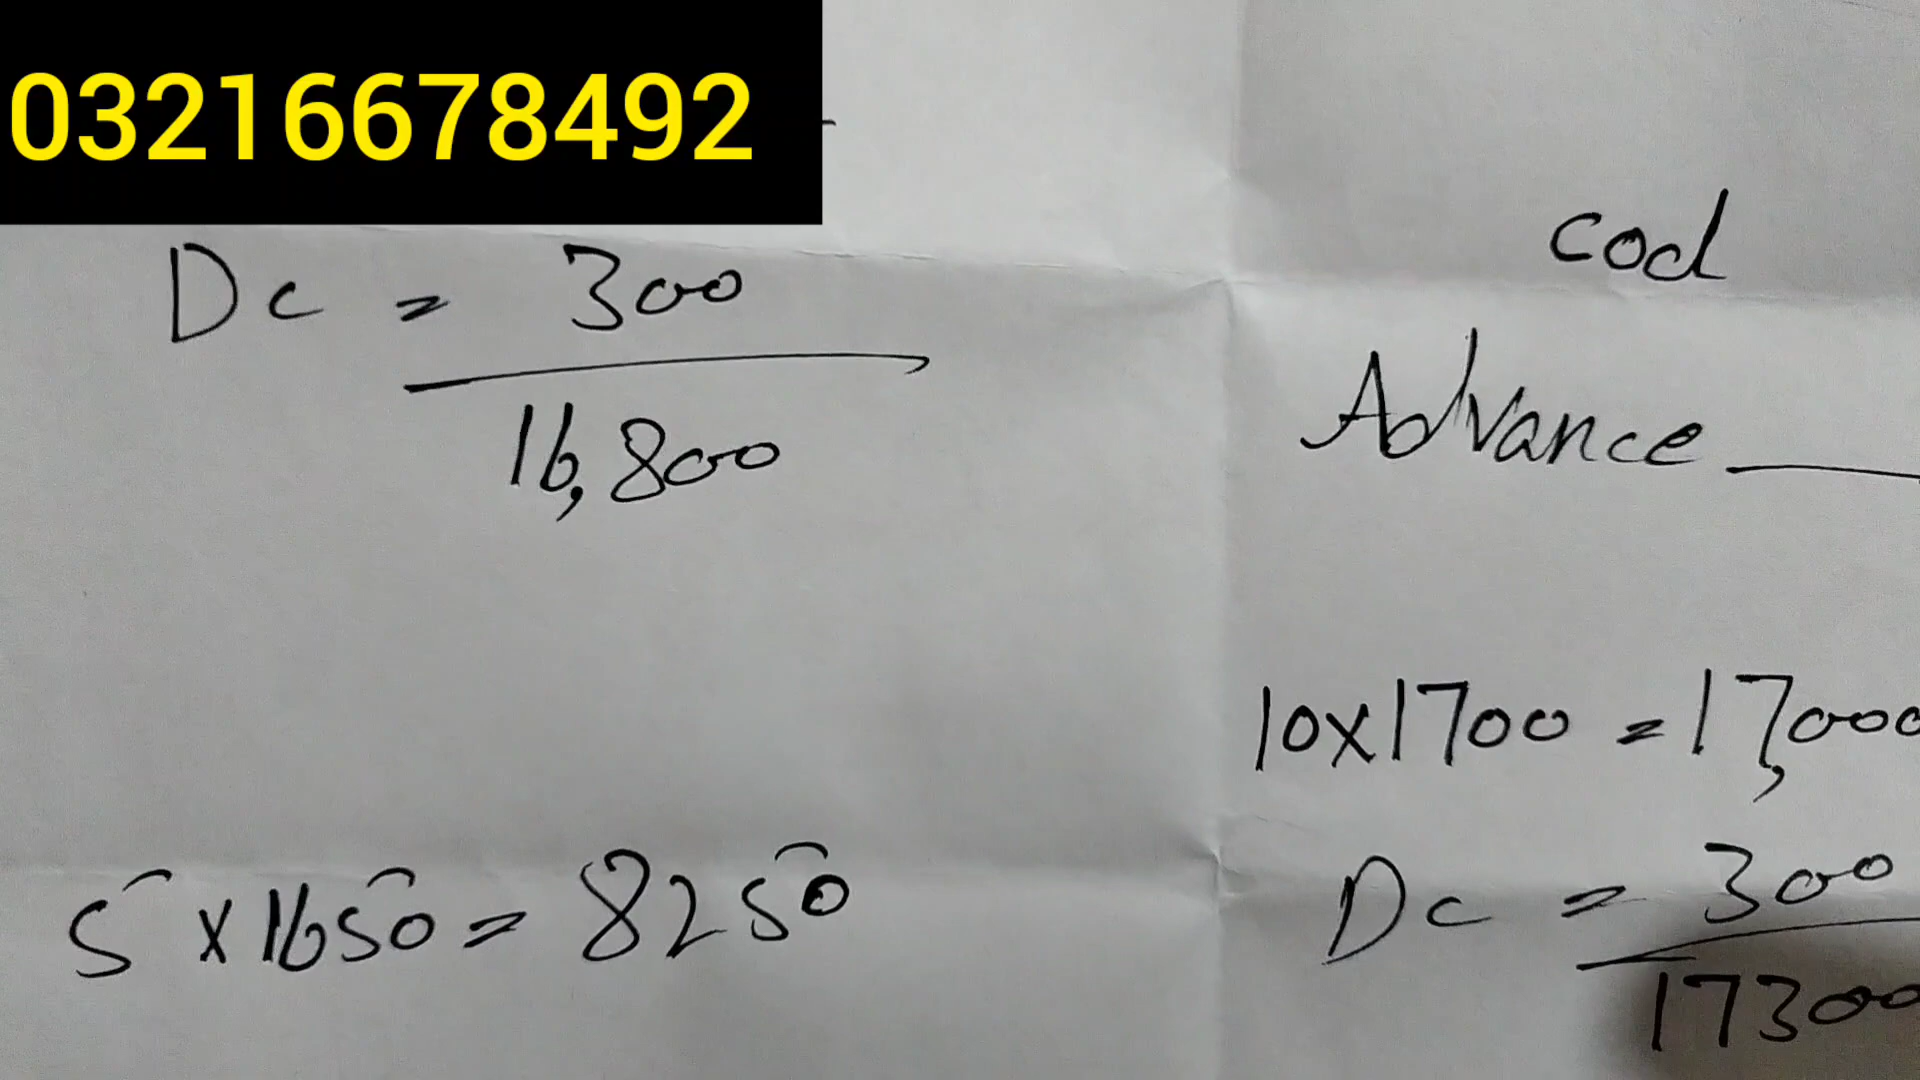 03216678492
Dc = 300
16,800
5 x 1650 = 8250
cod
Advance
10x1700 = 17,000
Dc = 300
17300